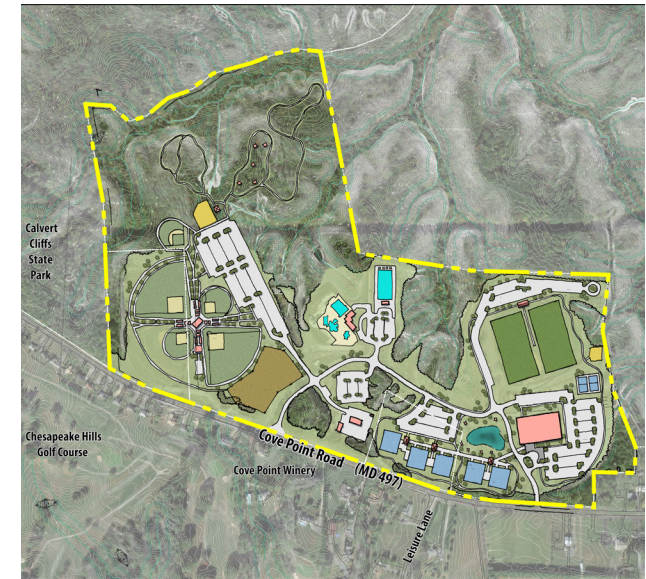 Calvert
Cliffs
State
Park
Chesapeake Hills
Golf Course
Cove Point Road (MD 497)
Cove Point Winery
Leisure Lane